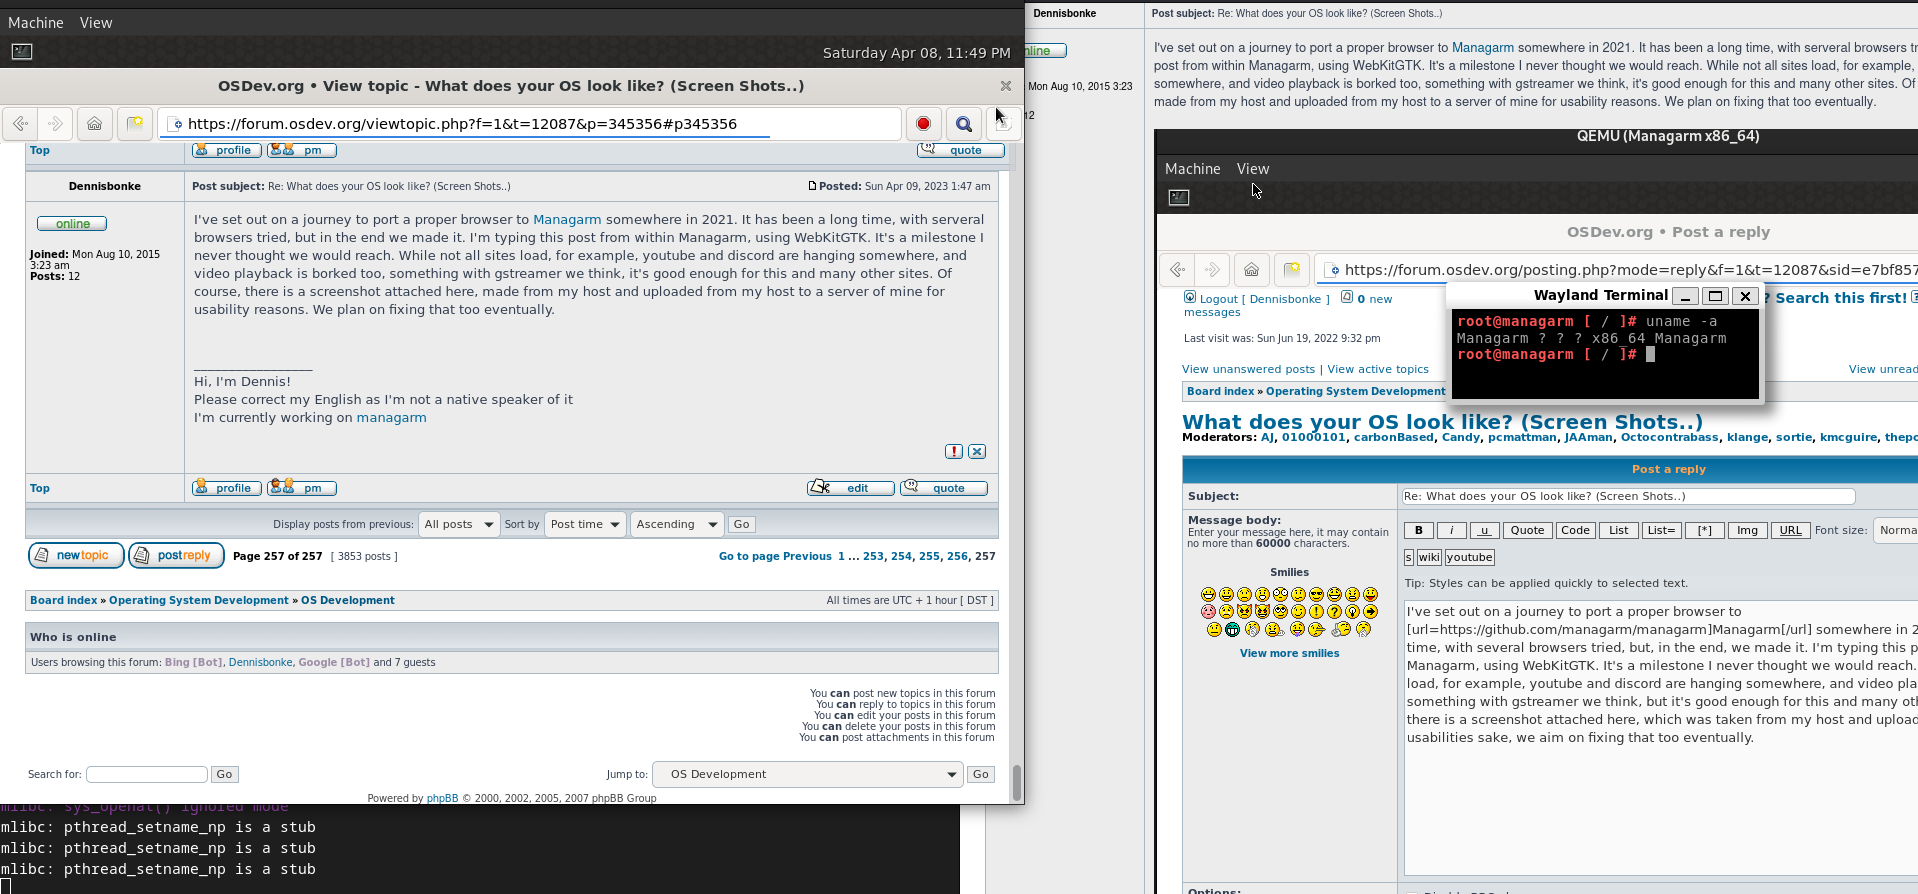 Machine View
Saturday Apr 08, 11:49 PM
OSDev.org • View topic - What does your OS look like? (Screen Shots..)
https://forum.osdev.org/viewtopic.php?f=1&t=12087&p=345356#p345356
Top profile pm quote
Dennisbonke
Post subject: Re: What does your OS look like? (Screen Shots..) Posted: Sun Apr 09, 2023 1:47 am
online
Joined: Mon Aug 10, 2015
3:23 am
Posts: 12
I've set out on a journey to port a proper browser to Managarm somewhere in 2021. It has been a long time, with serveral
browsers tried, but in the end we made it. I'm typing this post from within Managarm, using WebKitGTK. It's a milestone I
never thought we would reach. While not all sites load, for example, youtube and discord are hanging somewhere, and
video playback is borked too, something with gstreamer we think, it's good enough for this and many other sites. Of
course, there is a screenshot attached here, made from my host and uploaded from my host to a server of mine for
usability reasons. We plan on fixing that too eventually.
_________________
Hi, I'm Dennis!
Please correct my English as I'm not a native speaker of it
I'm currently working on managarm
Top profile pm edit quote
Display posts from previous: All posts Sort by Post time Ascending Go
newtopic postreply Page 257 of 257 [ 3853 posts ] Go to page Previous 1 ... 253, 254, 255, 256, 257
Board index » Operating System Development » OS Development All times are UTC + 1 hour [ DST ]
Who is online
Users browsing this forum: Bing [Bot], Dennisbonke, Google [Bot] and 7 guests
You can post new topics in this forum
You can reply to topics in this forum
You can edit your posts in this forum
You can delete your posts in this forum
You can post attachments in this forum
Search for: Go Jump to: OS Development Go
Powered by phpBB © 2000, 2002, 2005, 2007 phpBB Group
mlibc: sys_openat() ignored mode
mlibc: pthread_setname_np is a stub
mlibc: pthread_setname_np is a stub
mlibc: pthread_setname_np is a stub
Dennisbonke
Post subject: Re: What does your OS look like? (Screen Shots..)
nline
Mon Aug 10, 2015 3:23
12
I've set out on a journey to port a proper browser to Managarm somewhere in 2021. It has been a long time, with serveral browsers tr
post from within Managarm, using WebKitGTK. It's a milestone I never thought we would reach. While not all sites load, for example,
somewhere, and video playback is borked too, something with gstreamer we think, it's good enough for this and many other sites. Of
made from my host and uploaded from my host to a server of mine for usability reasons. We plan on fixing that too eventually.
QEMU (Managarm x86_64)
Machine View
OSDev.org • Post a reply
https://forum.osdev.org/posting.php?mode=reply&f=1&t=12087&sid=e7bf857
Logout [ Dennisbonke ] 0 new
messages
? Search this first!
Last visit was: Sun Jun 19, 2022 9:32 pm
Wayland Terminal
root@managarm [ / ]# uname -a
Managarm ? ? ? x86_64 Managarm
root@managarm [ / ]#
View unanswered posts | View active topics View unread
Board index » Operating System Development
What does your OS look like? (Screen Shots..)
Moderators: AJ, 01000101, carbonBased, Candy, pcmattman, JAAman, Octocontrabass, klange, sortie, kmcguire, thepo
Post a reply
Subject: Re: What does your OS look like? (Screen Shots..)
Message body:
Enter your message here, it may contain
no more than 60000 characters.
B i u Quote Code List List= [*] Img URL Font size: Norma
s wiki youtube
Smilies
View more smilies
Tip: Styles can be applied quickly to selected text.
I've set out on a journey to port a proper browser to
[url=https://github.com/managarm/managarm]Managarm[/url] somewhere in 2
time, with several browsers tried, but, in the end, we made it. I'm typing this p
Managarm, using WebKitGTK. It's a milestone I never thought we would reach.
load, for example, youtube and discord are hanging somewhere, and video pla
something with gstreamer we think, but it's good enough for this and many ot
there is a screenshot attached here, which was taken from my host and upload
usabilities sake, we aim on fixing that too eventually.
Options: